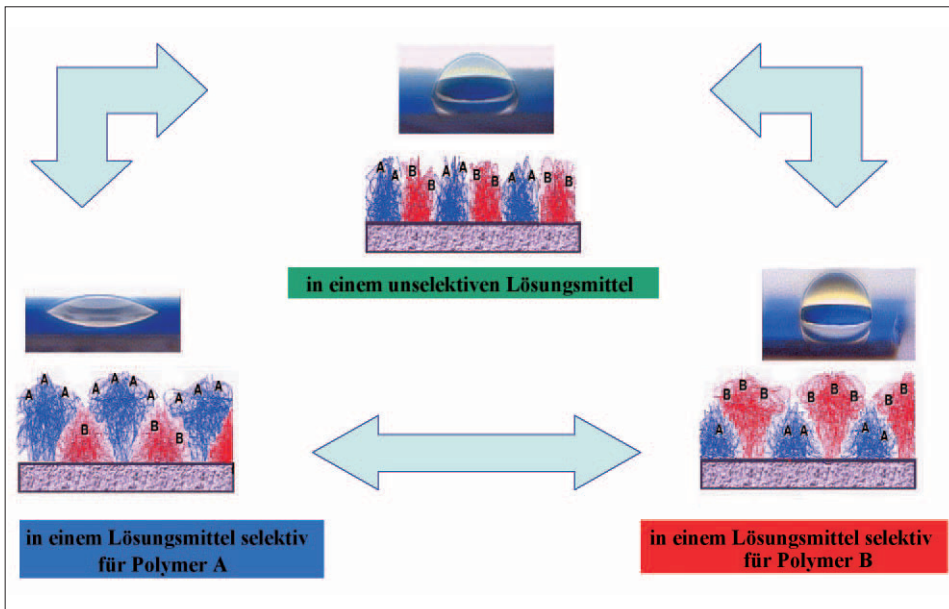 A A B B A A B B A A B B
in einem unselektiven Lösungsmittel
A A A A A A A A A A
B B B
B B B B B B B B
A A A A A
in einem Lösungsmittel selektiv
für Polymer A
in einem Lösungsmittel selektiv
für Polymer B